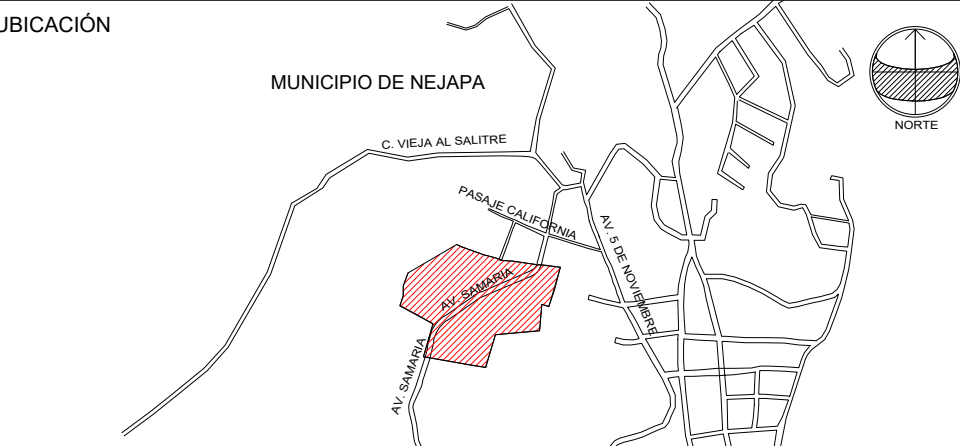 UBICACIÓN
MUNICIPIO DE NEJAPA
NORTE
C. VIEJA AL SALITRE
PASAJE CALIFORNIA
AV. 5 DE NOVIEMBRE
AV. SAMARIA
AV. SAMARIA